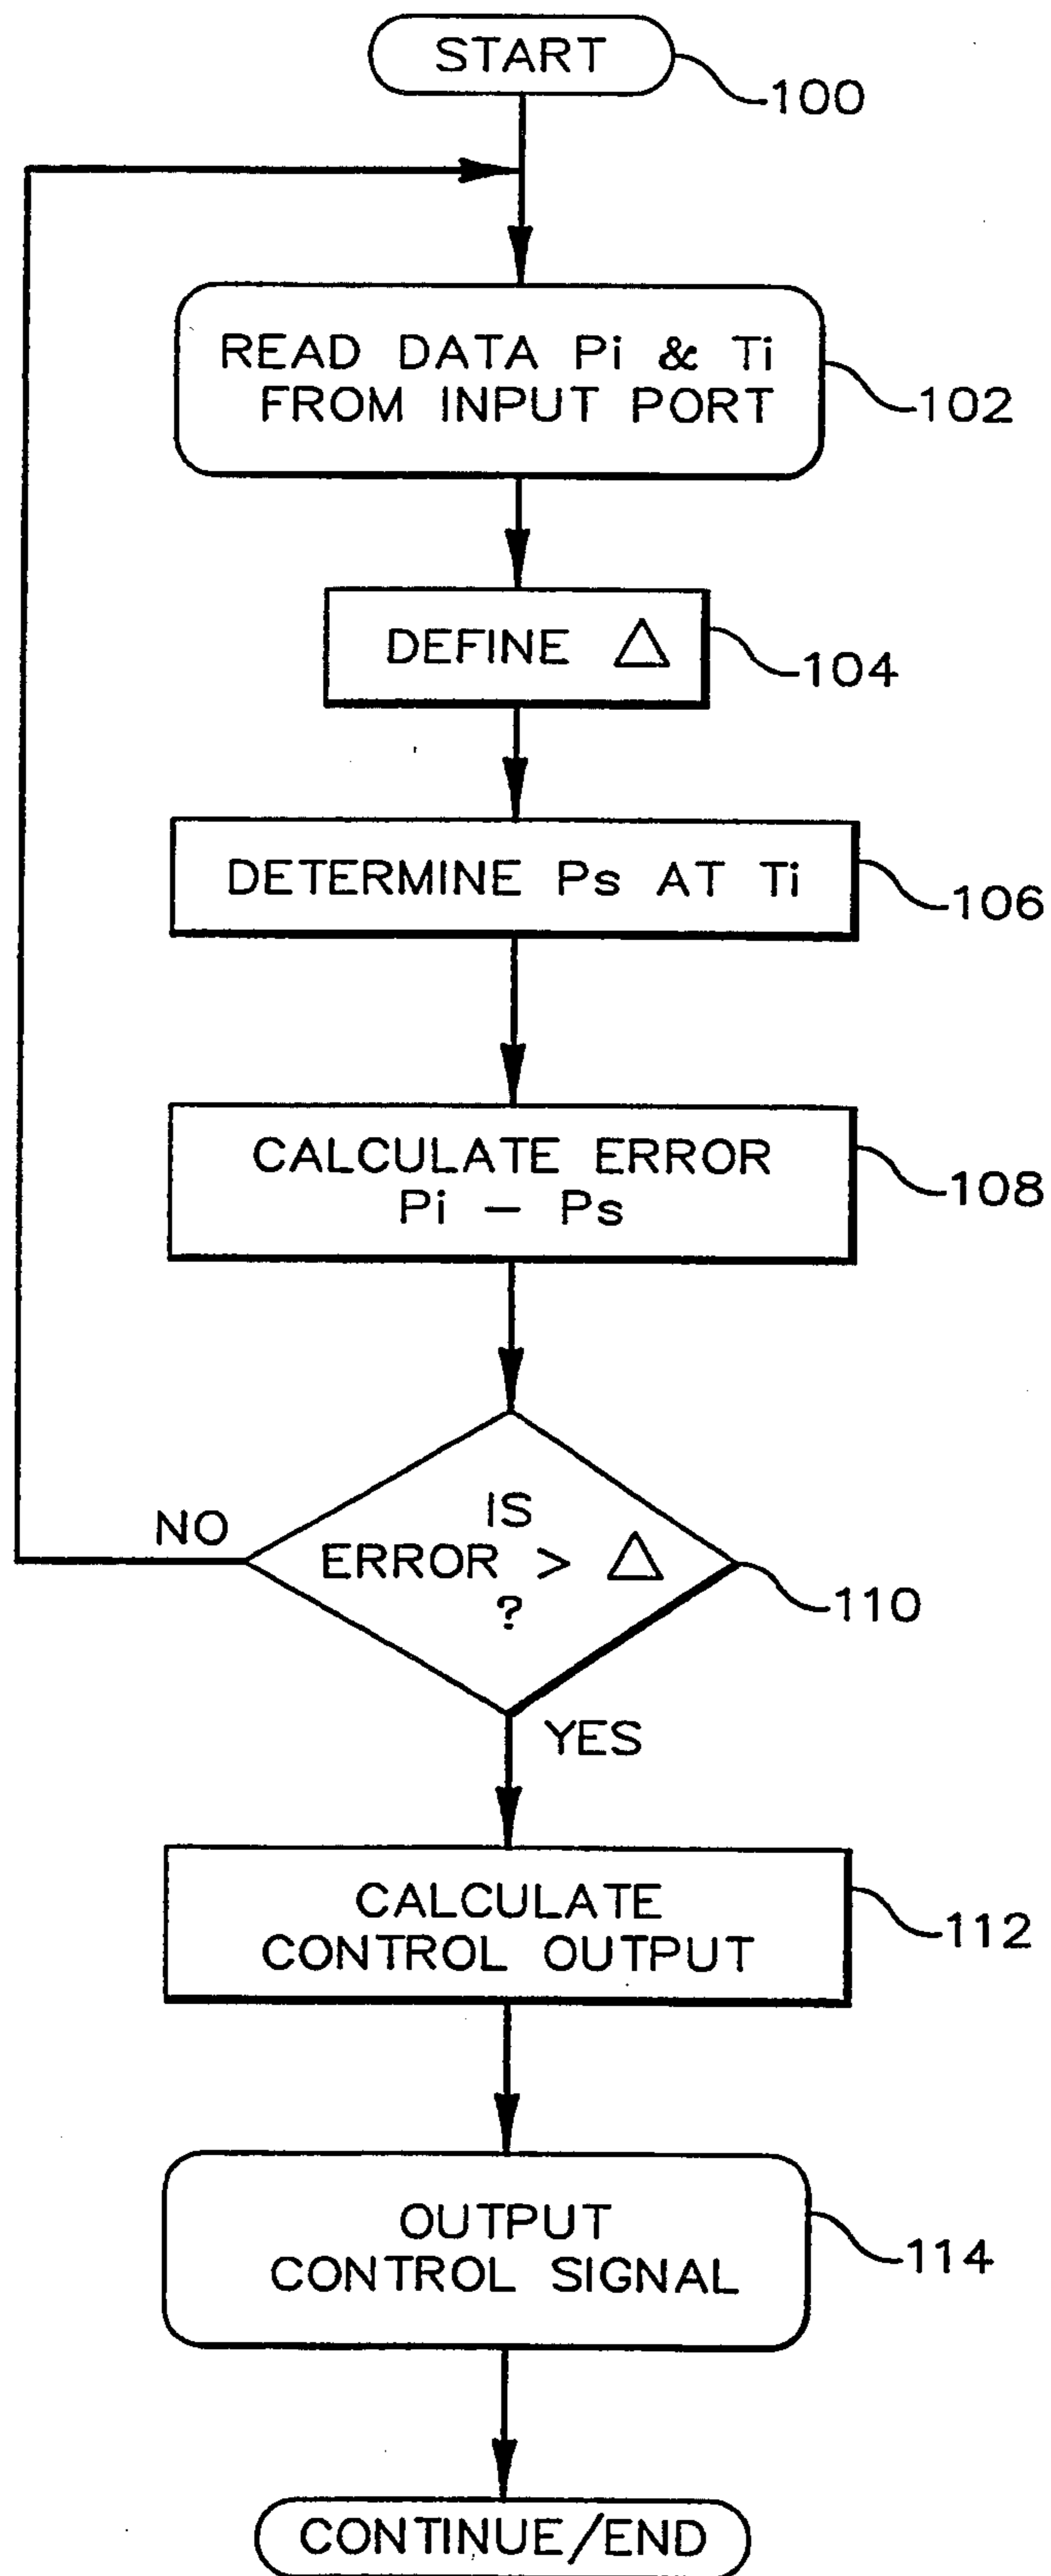 START
100
READ DATA Pi & Ti
FROM INPUT PORT
102
DEFINE △
104
DETERMINE Ps AT Ti
106
CALCULATE ERROR
Pi - Ps
108
IS
ERROR > △
?
110
NO
YES
CALCULATE
CONTROL OUTPUT
112
OUTPUT
CONTROL SIGNAL
114
CONTINUE/END